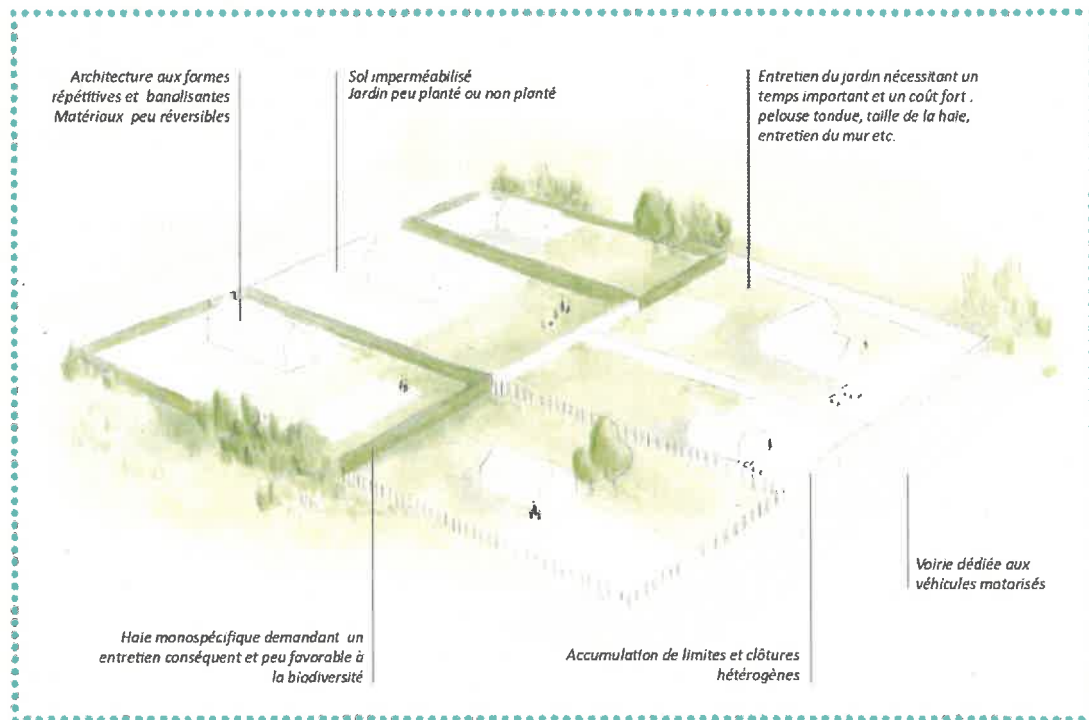 Architecture aux formes
répétitives et banalisantes
Matériaux peu réversibles
Sol imperméabilisé
Jardin peu planté ou non planté
Entretien du jardin nécessitant un
temps important et un coût fort .
pelouse tondue, taille de la haie,
entretien du mur etc.
Haie monospécifique demandant un
entretien conséquent et peu favorable à
la biodiversité
Accumulation de limites et clôtures
hétérogènes
Voirie dédiée aux
véhicules motorisés